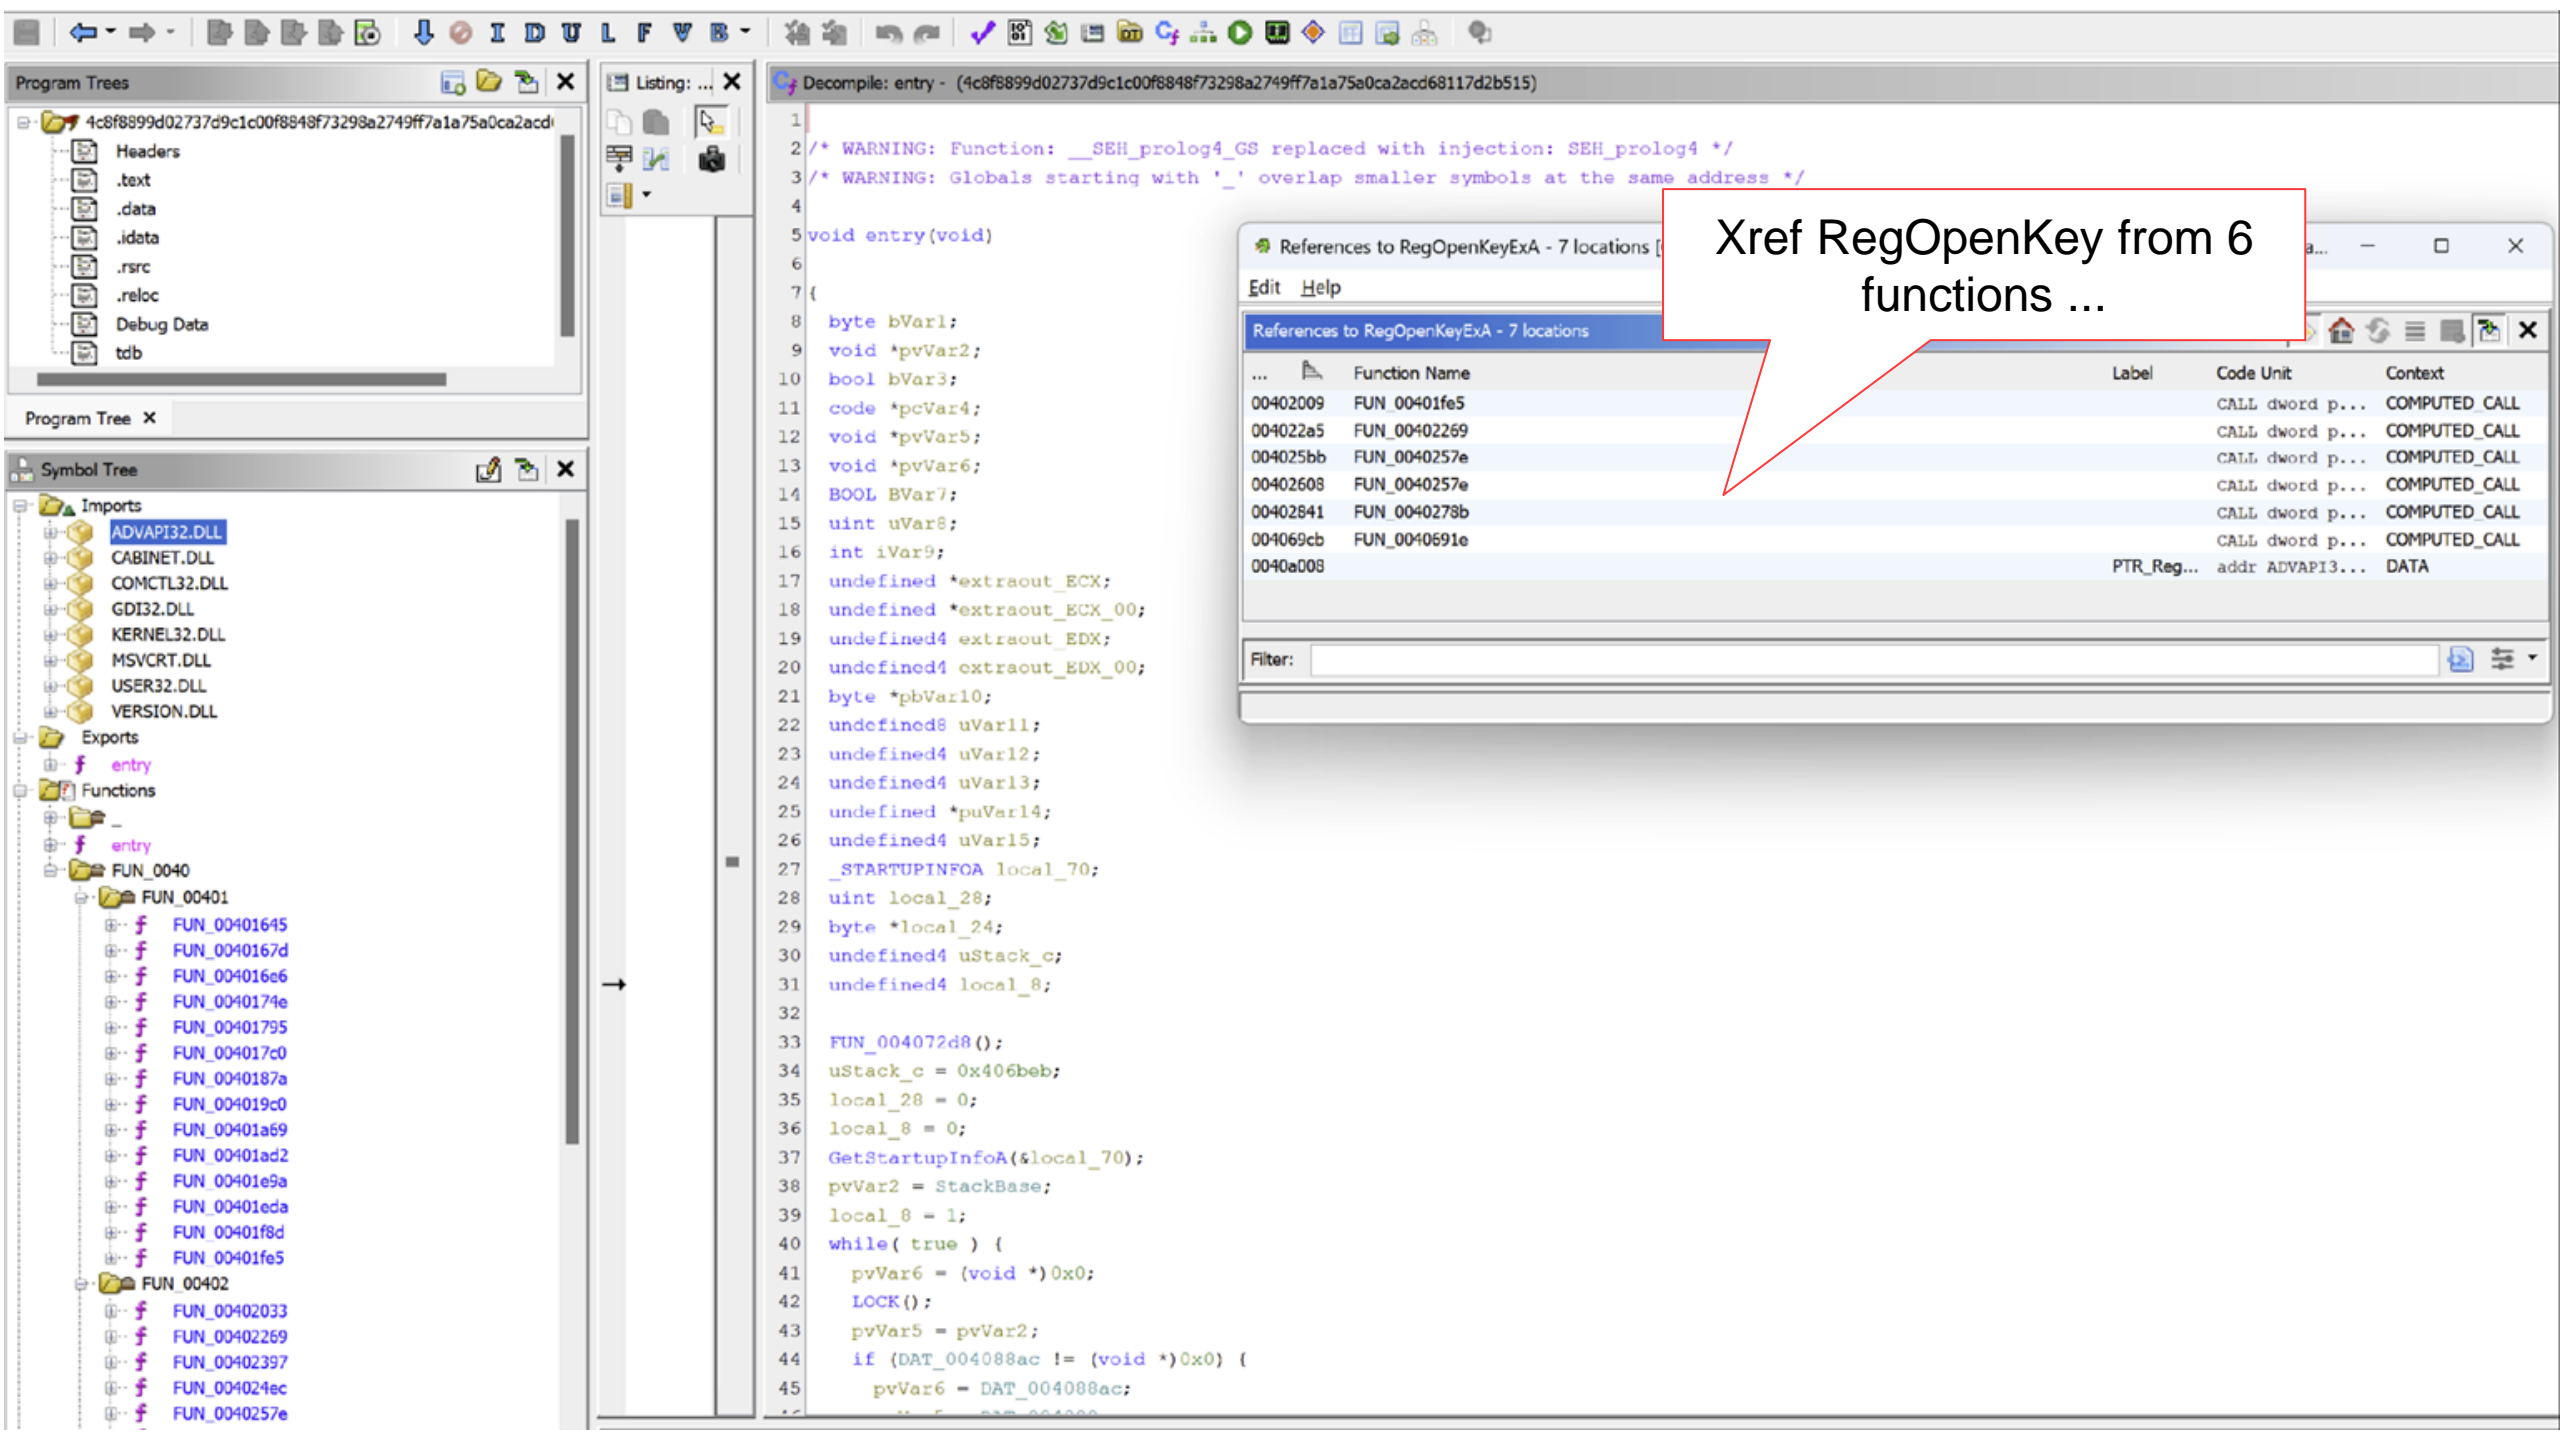 I D U L F V B
Program Trees
4c8f8899d02737d9c1c00f8848f73298a2749ff7a1a75a0ca2acd
Headers
.text
.data
.idata
.rsrc
.reloc
Debug Data
tdb
Program Tree
Symbol Tree
Imports
ADVAPI32.DLL
CABINET.DLL
COMCTL32.DLL
GDI32.DLL
KERNEL32.DLL
MSVCRT.DLL
USER32.DLL
VERSION.DLL
Exports
entry
Functions
_
entry
FUN_0040
FUN_00401
FUN_00401645
FUN_0040167d
FUN_004016e6
FUN_0040174e
FUN_00401795
FUN_004017c0
FUN_0040187a
FUN_004019c0
FUN_00401a69
FUN_00401ad2
FUN_00401e9a
FUN_00401eda
FUN_00401f8d
FUN_00401fe5
FUN_00402
FUN_00402033
FUN_00402269
FUN_00402397
FUN_004024ec
FUN_0040257e
Listing: ...
Decompile: entry - (4c8f8899d02737d9c1c00f8848f73298a2749ff7a1a75a0ca2acd68117d2b515)
1
2 /* WARNING: Function: __SEH_prolog4_GS replaced with injection: SEH_prolog4 */
3 /* WARNING: Globals starting with '_' overlap smaller symbols at the same address */
4
5 void entry(void)
6
7 {
8 byte bVar1;
9 void *pvVar2;
10 bool bVar3;
11 code *pcVar4;
12 void *pvVar5;
13 void *pvVar6;
14 BOOL BVar7;
15 uint uVar8;
16 int iVar9;
17 undefined *extraout_ECX;
18 undefined *extraout_ECX_00;
19 undefined4 extraout_EDX;
20 undefined4 extraout_EDX_00;
21 byte *pbVar10;
22 undefined8 uVar11;
23 undefined4 uVar12;
24 undefined4 uVar13;
25 undefined *puVar14;
26 undefined4 uVar15;
27 _STARTUPINFOA local_70;
28 uint local_28;
29 byte *local_24;
30 undefined4 uStack_c;
31 undefined4 local_8;
32
33 FUN_004072d8();
34 uStack_c = 0x406beb;
35 local_28 = 0;
36 local_8 = 0;
37 GetStartupInfoA(&local_70);
38 pvVar2 = StackBase;
39 local_8 = 1;
40 while( true ) {
41 pvVar6 = (void *)0x0;
42 LOCK();
43 pvVar5 = pvVar2;
44 if (DAT_004088ac != (void *)0x0) {
45 pvVar6 = DAT_004088ac;
Xref RegOpenKey from 6
functions ...
References to RegOpenKeyExA - 7 locations [
a...
Edit Help
References to RegOpenKeyExA - 7 locations
... Function Name Label Code Unit Context
00402009 FUN_00401fe5 CALL dword p... COMPUTED_CALL
004022a5 FUN_00402269 CALL dword p... COMPUTED_CALL
004025bb FUN_0040257e CALL dword p... COMPUTED_CALL
00402608 FUN_0040257e CALL dword p... COMPUTED_CALL
00402841 FUN_0040278b CALL dword p... COMPUTED_CALL
004069cb FUN_0040691e CALL dword p... COMPUTED_CALL
0040a008 PTR_Reg... addr ADVAPI3... DATA
Filter: